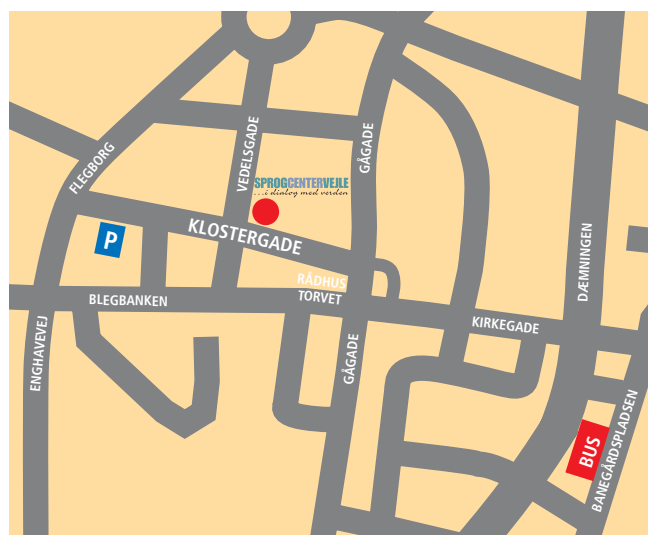 FLEGBORG
VEDELSGADE
GÅGADE
SPROGCENTERVEJLE
...i dialog med verden
P
KLOSTERGADE
DÆMNINGEN
RÅDHUS
TORVET
BLEGBANKEN
KIRKEGADE
ENGHAVEVEJ
GÅGADE
BUS
BANEGÅRDSPLADSEN